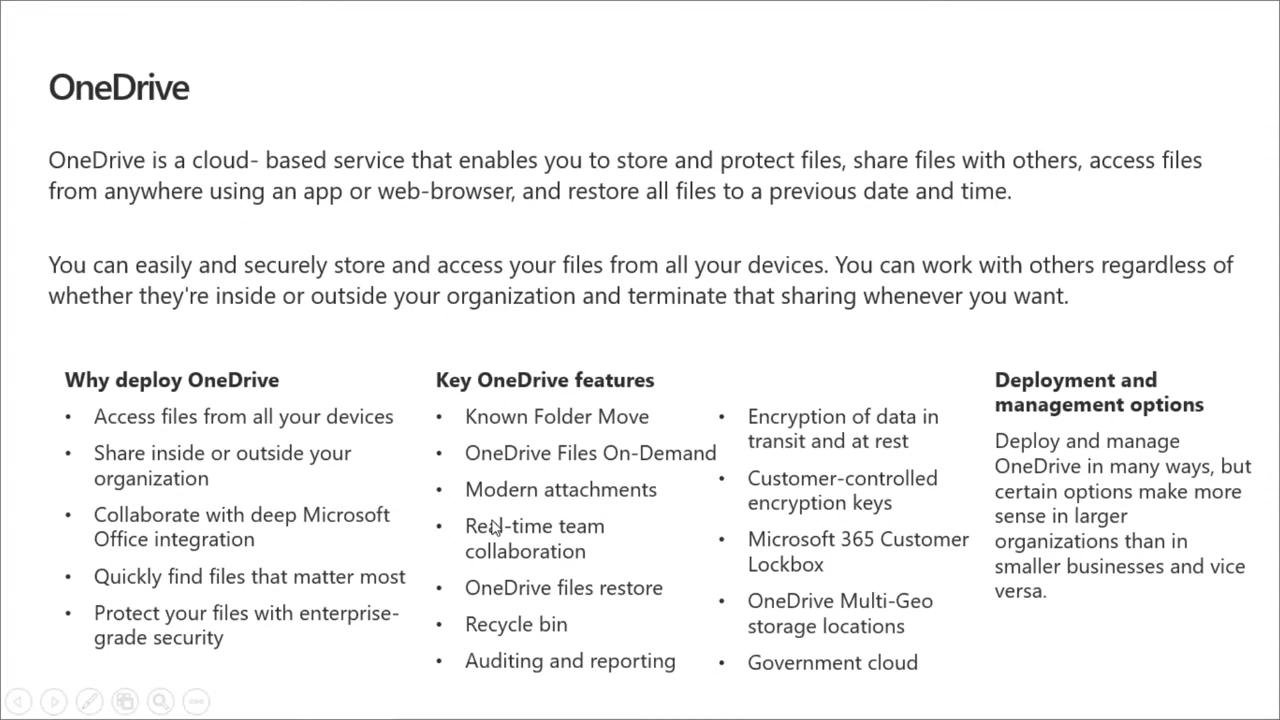 OneDrive
OneDrive is a cloud- based service that enables you to store and protect files, share files with others, access files
from anywhere using an app or web-browser, and restore all files to a previous date and time.
You can easily and securely store and access your files from all your devices. You can work with others regardless of
whether they're inside or outside your organization and terminate that sharing whenever you want.
Why deploy OneDrive
• Access files from all your devices
• Share inside or outside your
organization
• Collaborate with deep Microsoft
Office integration
• Quickly find files that matter most
• Protect your files with enterprise-
grade security
Key OneDrive features
• Known Folder Move
• OneDrive Files On-Demand
• Modern attachments
• Real-time team
collaboration
• OneDrive files restore
• Recycle bin
• Auditing and reporting
• Encryption of data in
transit and at rest
• Customer-controlled
encryption keys
• Microsoft 365 Customer
Lockbox
• OneDrive Multi-Geo
storage locations
• Government cloud
Deployment and
management options
Deploy and manage
OneDrive in many ways, but
certain options make more
sense in larger
organizations than in
smaller businesses and vice
versa.